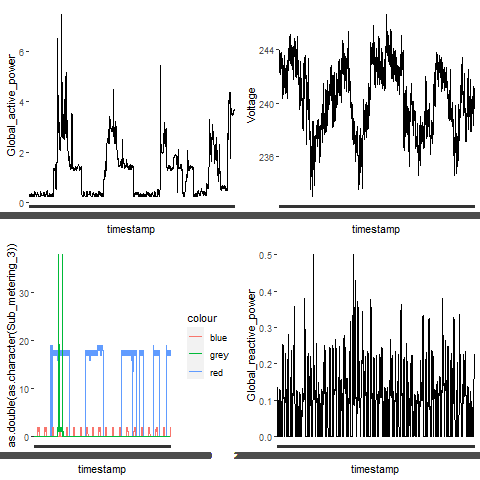 Global_active_power
6
4
2
0
timestamp
Voltage
244
240
236
timestamp
as.double(as.character(Sub_metering_3))
30
20
10
0
timestamp
colour
blue
grey
red
Global_reactive_power
0.5
0.4
0.3
0.2
0.1
0.0
timestamp